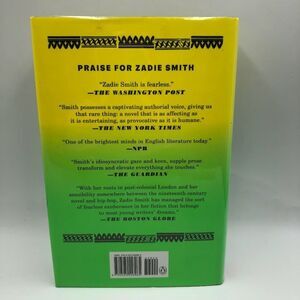 PRAISE FOR ZADIE SMITH
"Zadie Smith is fearless."
—THE WASHINGTON POST
"Smith possesses a captivating authorial voice, giving us
that rare thing: a novel that is as affecting as
it is entertaining, as provocative as it is humane."
—THE NEW YORK TIMES
"One of the brightest minds in English literature today."
—NPR
"Smith's idiosyncratic gaze and keen, supple prose
transform and elevate everything she touches."
—THE GUARDIAN
"With her roots in post-colonial London and her
sensibility somewhere between the nineteenth-century
novel and hip hop, Zadie Smith has managed the sort
of fearless exuberance in her fiction that belongs
to most young writers' dreams."
—THE BOSTON GLOBE